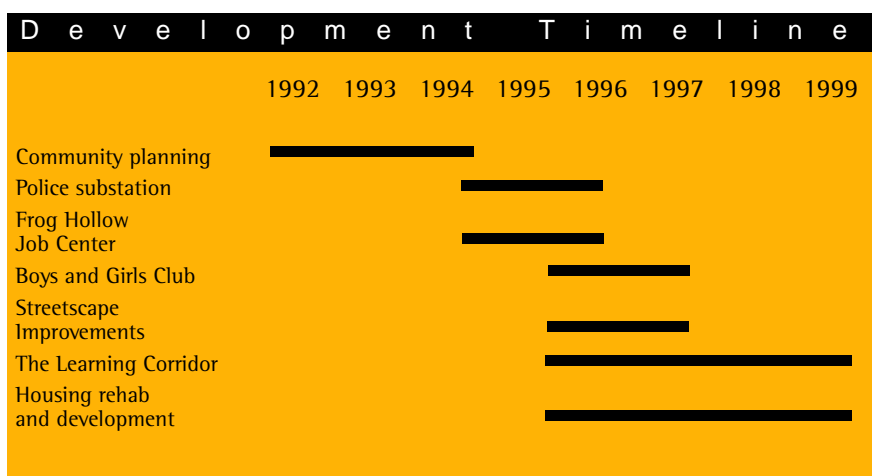 Development Timeline
1992 1993 1994 1995 1996 1997 1998 1999
Community planning
Police substation
Frog Hollow
Job Center
Boys and Girls Club
Streetscape
Improvements
The Learning Corridor
Housing rehab
and development